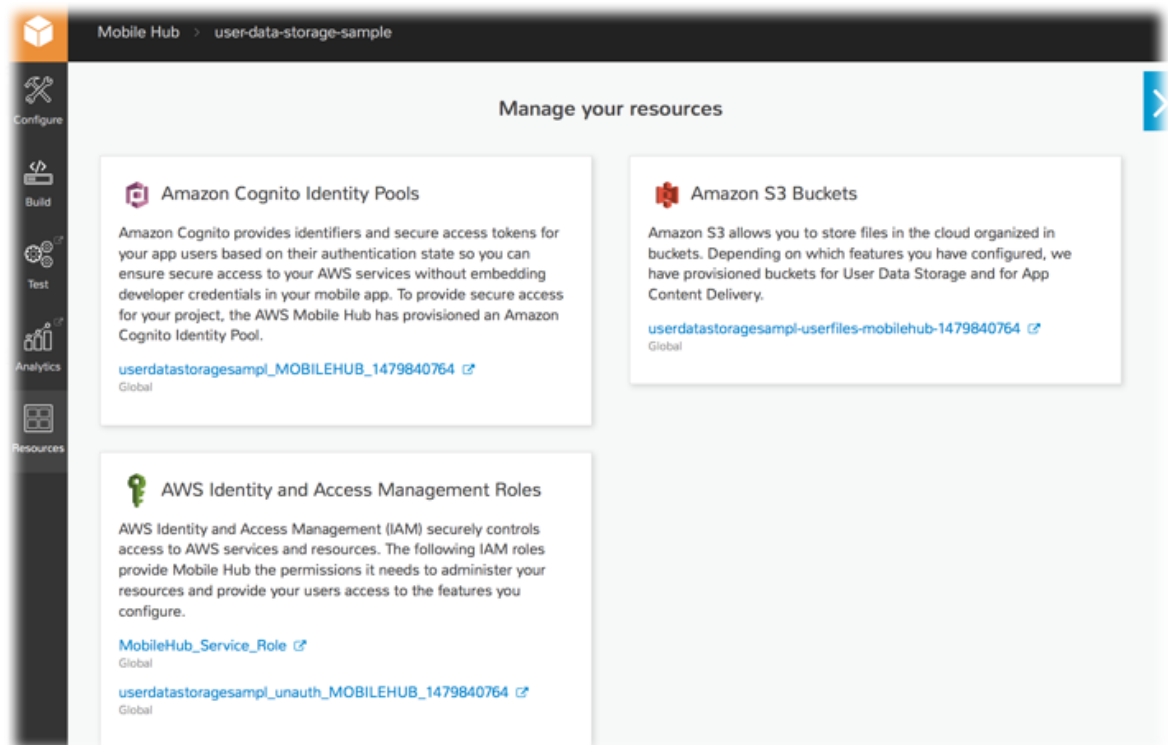 Mobile Hub > user-data-storage-sample
Configure
Build
Test
Analytics
Resources
Manage your resources
Amazon Cognito Identity Pools
Amazon Cognito provides identifiers and secure access tokens for
your app users based on their authentication state so you can
ensure secure access to your AWS services without embedding
developer credentials in your mobile app. To provide secure access
for your project, the AWS Mobile Hub has provisioned an Amazon
Cognito Identity Pool.
userdatastoragesampl_MOBILEHUB_1479840764
Global
Amazon S3 Buckets
Amazon S3 allows you to store files in the cloud organized in
buckets. Depending on which features you have configured, we
have provisioned buckets for User Data Storage and for App
Content Delivery.
userdatastoragesampl-userfiles-mobilehub-1479840764
Global
AWS Identity and Access Management Roles
AWS Identity and Access Management (IAM) securely controls
access to AWS services and resources. The following IAM roles
provide Mobile Hub the permissions it needs to administer your
resources and provide your users access to the features you
configure.
MobileHub_Service_Role
Global
userdatastoragesampl_unauth_MOBILEHUB_1479840764
Global